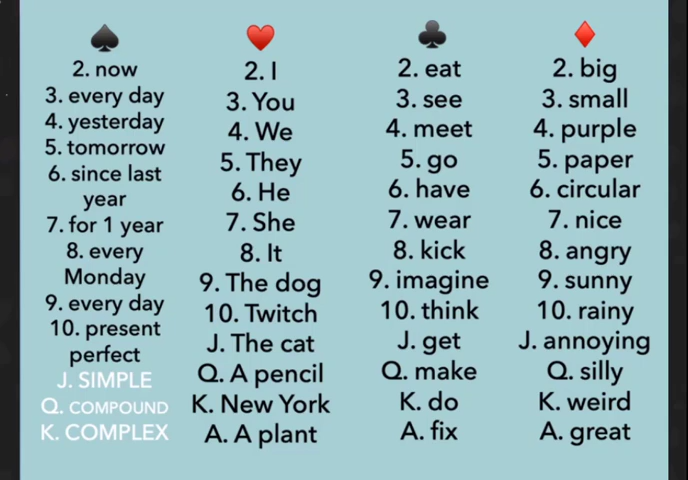 2. now
3. every day
4. yesterday
5. tomorrow
6. since last
year
7. for 1 year
8. every
Monday
9. every day
10. present
perfect
J. SIMPLE
Q. COMPOUND
K. COMPLEX
2. I
3. You
4. We
5. They
6. He
7. She
8. It
9. The dog
10. Twitch
J. The cat
Q. A pencil
K. New York
A. A plant
2. eat
3. see
4. meet
5. go
6. have
7. wear
8. kick
9. imagine
10. think
J. get
Q. make
K. do
A. fix
2. big
3. small
4. purple
5. paper
6. circular
7. nice
8. angry
9. sunny
10. rainy
J. annoying
Q. silly
K. weird
A. great